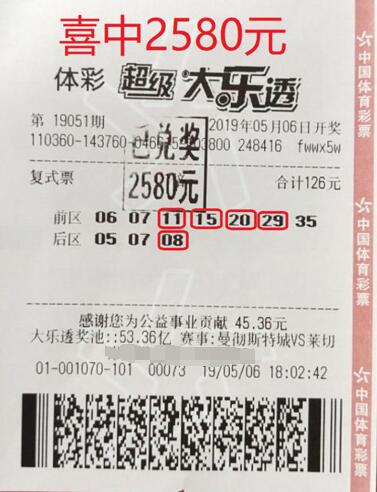 喜中2580元
体彩 超级大乐透
第 19051期 2019年05月06日开奖
110360-143760- 03800 248416 fwwx5w
已兑奖
2580元
复式票 合计126元
前区 06 07 11 15 20 29 35
后区 05 07 08
感谢您为公益事业贡献 45.36元
大乐透奖池::53.36亿 赛事:曼彻斯特城VS莱切
01-001070-101 00073 19/05/06 18:02:42
中国体育彩票
中国体育彩票
中国体育彩票